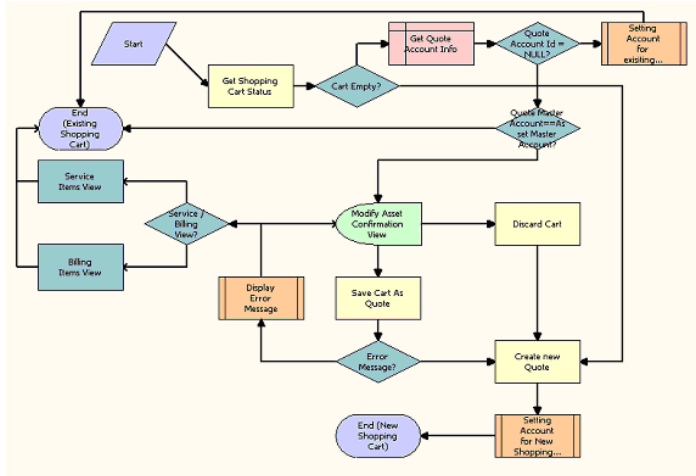 Start
Get Shopping
Cart Status
Cart Empty?
Get Quote
Account Info
Quote
Account Id =
NULL?
Setting
Account
for
exisiting...
End
(Existing
Shopping
Cart)
Quote Master
Account==As
set Master
Account?
Service
Items View
Service /
Billing
View?
Modify Asset
Confirmation
View
Discard Cart
Billing
Items View
Display
Error
Message
Save Cart As
Quote
Error
Message?
Create new
Quote
End (New
Shopping
Cart)
Setting
Account
for New
Shopping...